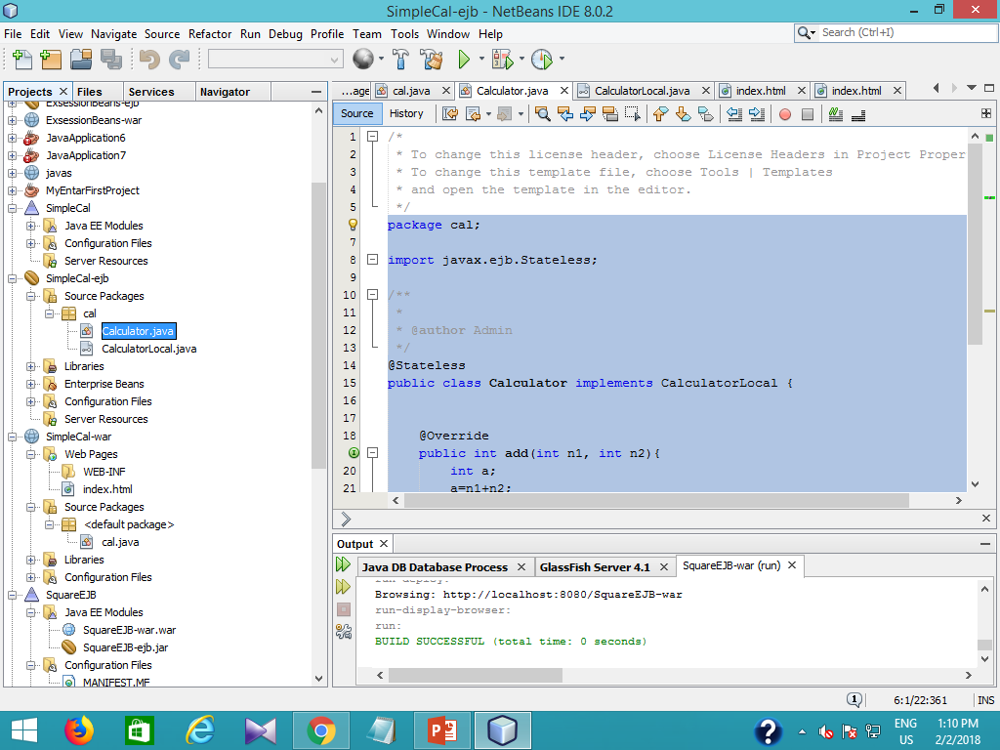 SimpleCal-ejb - NetBeans IDE 8.0.2
File Edit View Navigate Source Refactor Run Debug Profile Team Tools Window Help
Search (Ctrl+I)
Projects Files Services Navigator
ExsessionBeans-ejb
ExsessionBeans-war
JavaApplication6
JavaApplication7
javas
MyEntarFirstProject
SimpleCal
Java EE Modules
Configuration Files
Server Resources
SimpleCal-ejb
Source Packages
cal
Calculator.java
CalculatorLocal.java
Libraries
Enterprise Beans
Configuration Files
Server Resources
SimpleCal-war
Web Pages
WEB-INF
index.html
Source Packages
<default package>
cal.java
Libraries
Configuration Files
SquareEJB
Java EE Modules
SquareEJB-war.war
SquareEJB-ejb.jar
Configuration Files
MANIFEST.MF
...age cal.java Calculator.java CalculatorLocal.java index.html index.html
Source History
1 /*
2 * To change this license header, choose License Headers in Project Proper
3 * To change this template file, choose Tools | Templates
4 * and open the template in the editor.
5 */
package cal;
7
8 import javax.ejb.Stateless;
9
10 /**
11 *
12 * @author Admin
13 */
14 @Stateless
15 public class Calculator implements CalculatorLocal {
16
17
18 @Override
public int add(int n1, int n2){
20 int a;
21 a=n1+n2;
Output
Java DB Database Process GlassFish Server 4.1 SquareEJB-war (run)
run-deploy:
Browsing: http://localhost:8080/SquareEJB-war
run-display-browser:
run:
BUILD SUCCESSFUL (total time: 0 seconds)
1 6:1/22:361 INS
ENG
US
1:10 PM
2/2/2018